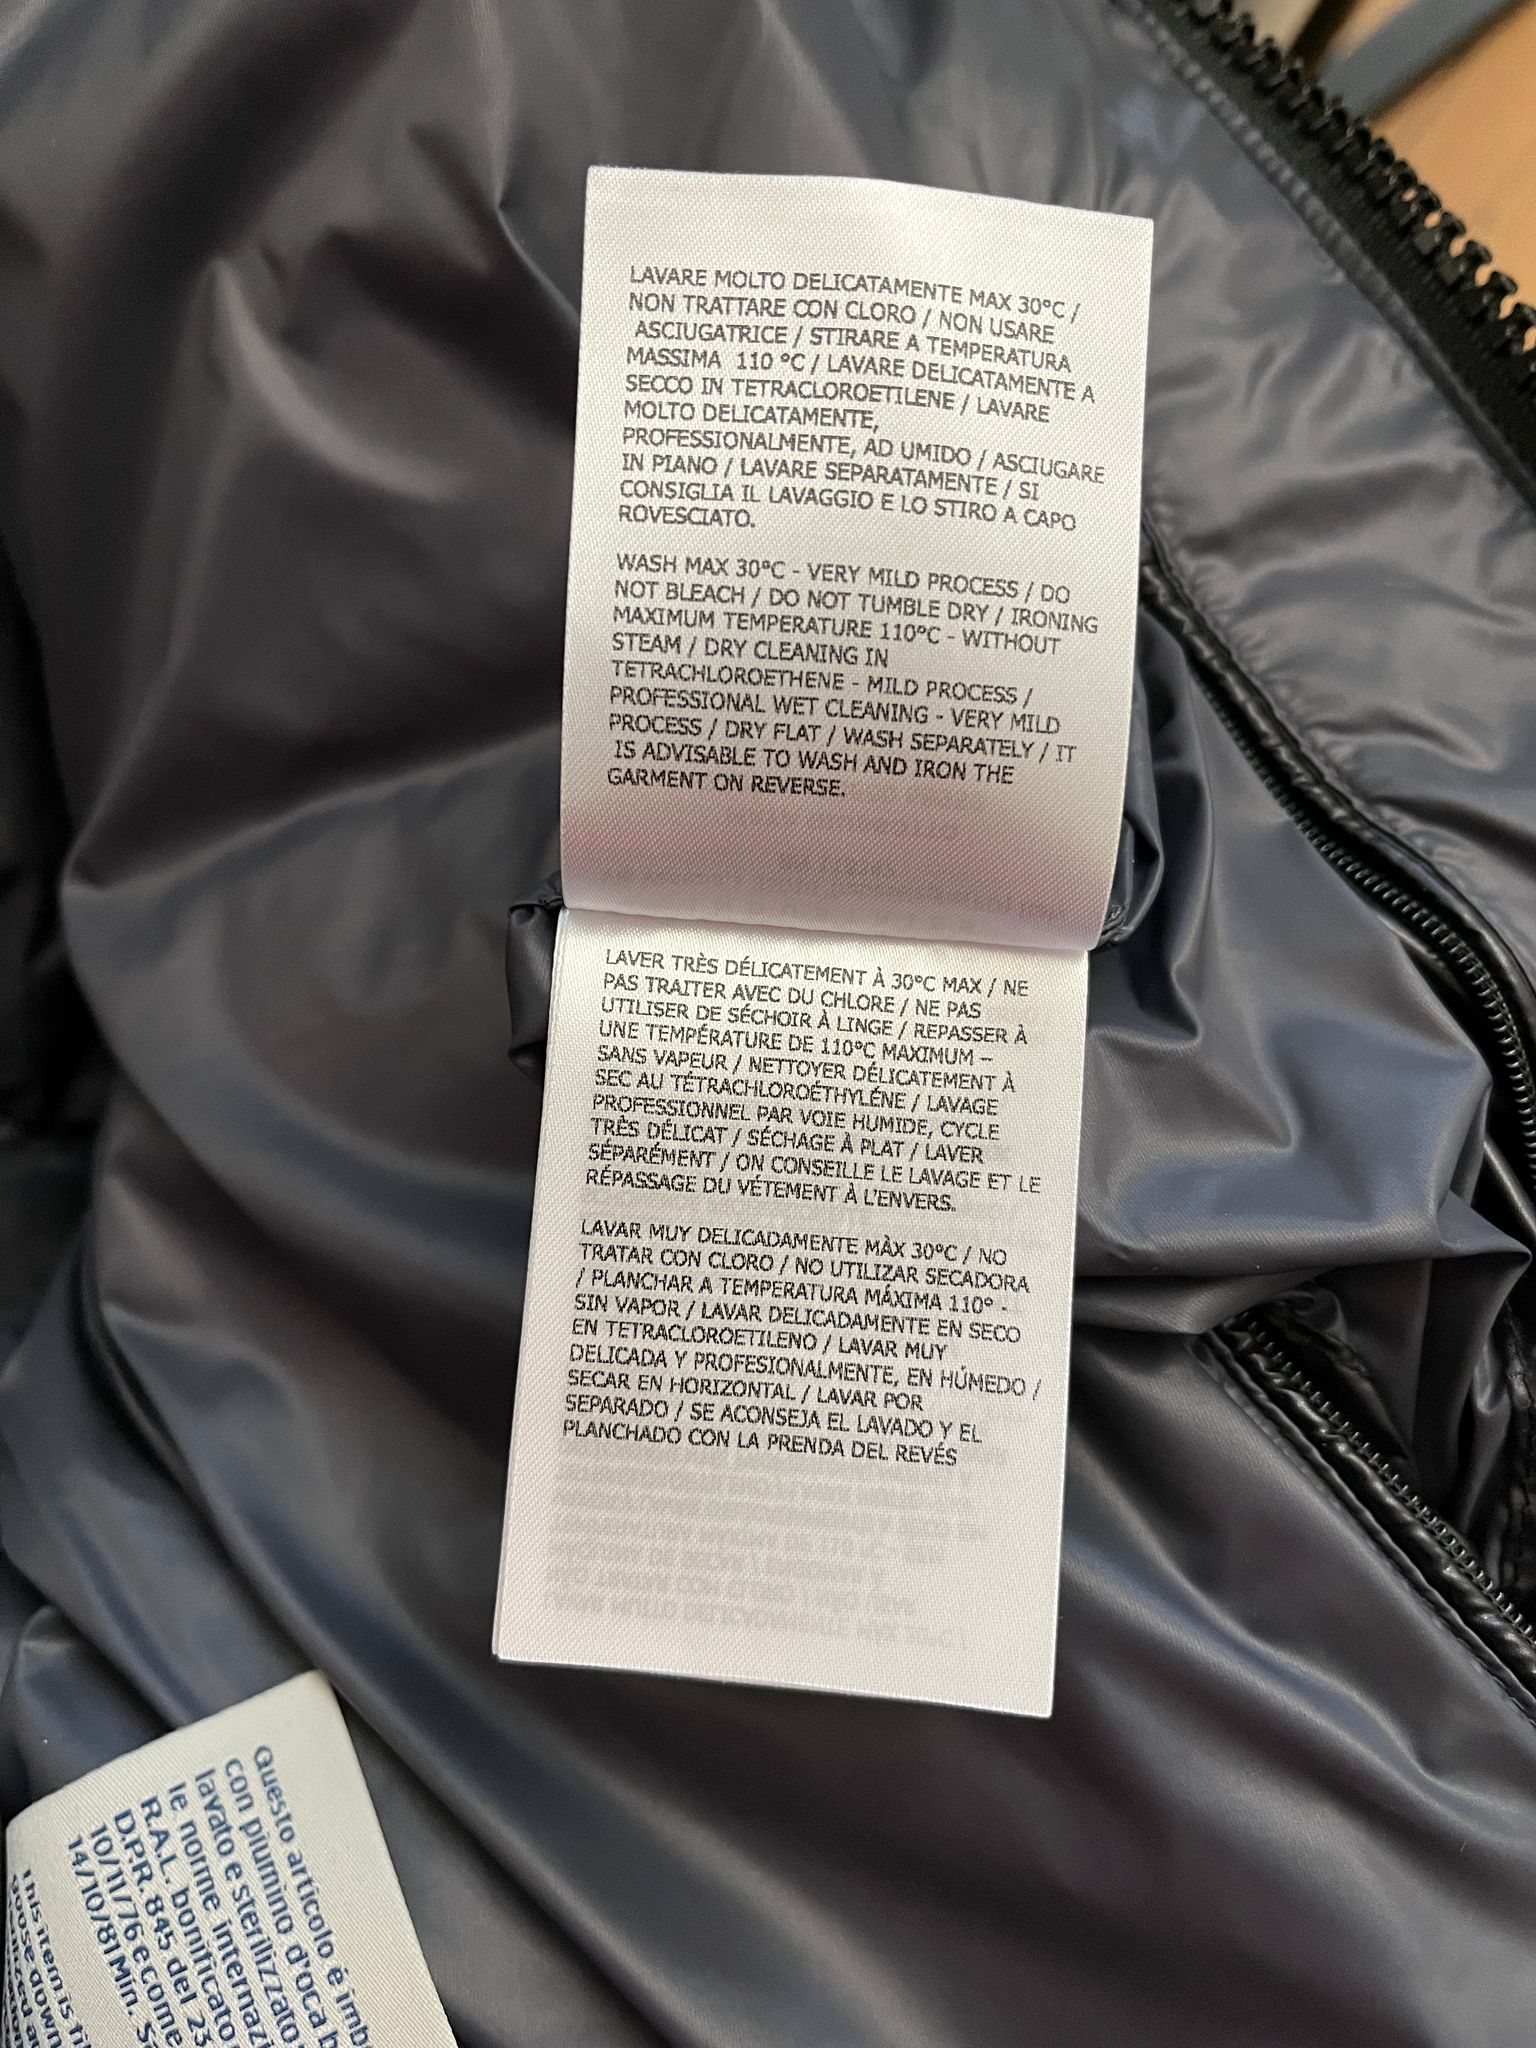 LAVARE MOLTO DELICATAMENTE MAX 30°C /
NON TRATTARE CON CLORO / NON USARE
ASCIUGATRICE / STIRARE A TEMPERATURA
MASSIMA 110 °C / LAVARE DELICATAMENTE A
SECCO IN TETRACLOROETILENE / LAVARE
MOLTO DELICATAMENTE,
PROFESSIONALMENTE, AD UMIDO / ASCIUGARE
IN PIANO / LAVARE SEPARATAMENTE / SI
CONSIGLIA IL LAVAGGIO E LO STIRO A CAPO
ROVESCIATO.
WASH MAX 30°C - VERY MILD PROCESS / DO
NOT BLEACH / DO NOT TUMBLE DRY / IRONING
MAXIMUM TEMPERATURE 110°C - WITHOUT
STEAM / DRY CLEANING IN
TETRACHLOROETHENE - MILD PROCESS /
PROFESSIONAL WET CLEANING - VERY MILD
PROCESS / DRY FLAT / WASH SEPARATELY / IT
IS ADVISABLE TO WASH AND IRON THE
GARMENT ON REVERSE.
LAVER TRÈS DÉLICATEMENT À 30°C MAX / NE
PAS TRAITER AVEC DU CHLORE / NE PAS
UTILISER DE SÉCHOIR À LINGE / REPASSER À
UNE TEMPÉRATURE DE 110°C MAXIMUM –
SANS VAPEUR / NETTOYER DÉLICATEMENT À
SEC AU TÉTRACHLOROÉTHYLÉNE / LAVAGE
PROFESSIONNEL PAR VOIE HUMIDE, CYCLE
TRÈS DÉLICAT / SÉCHAGE À PLAT / LAVER
SÉPARÉMENT / ON CONSEILLE LE LAVAGE ET LE
RÉPASSAGE DU VÉTEMENT À L'ENVERS.
LAVAR MUY DELICADAMENTE MÀX 30°C / NO
TRATAR CON CLORO / NO UTILIZAR SECADORA
/ PLANCHAR A TEMPERATURA MÁXIMA 110° -
SIN VAPOR / LAVAR DELICADAMENTE EN SECO
EN TETRACLOROETILENO / LAVAR MUY
DELICADA Y PROFESIONALMENTE, EN HÚMEDO /
SECAR EN HORIZONTAL / LAVAR POR
SEPARADO / SE ACONSEJA EL LAVADO Y EL
PLANCHADO CON LA PRENDA DEL REVÉS
Questo articolo è imb
con piumino d'oca b
lavato e sterilizzato
le norme internazi
R.A.L. bonificato
D.P.R. 845 del 23
10/11/76 e come
14/10/81 Min. S
This item is fil
goose down